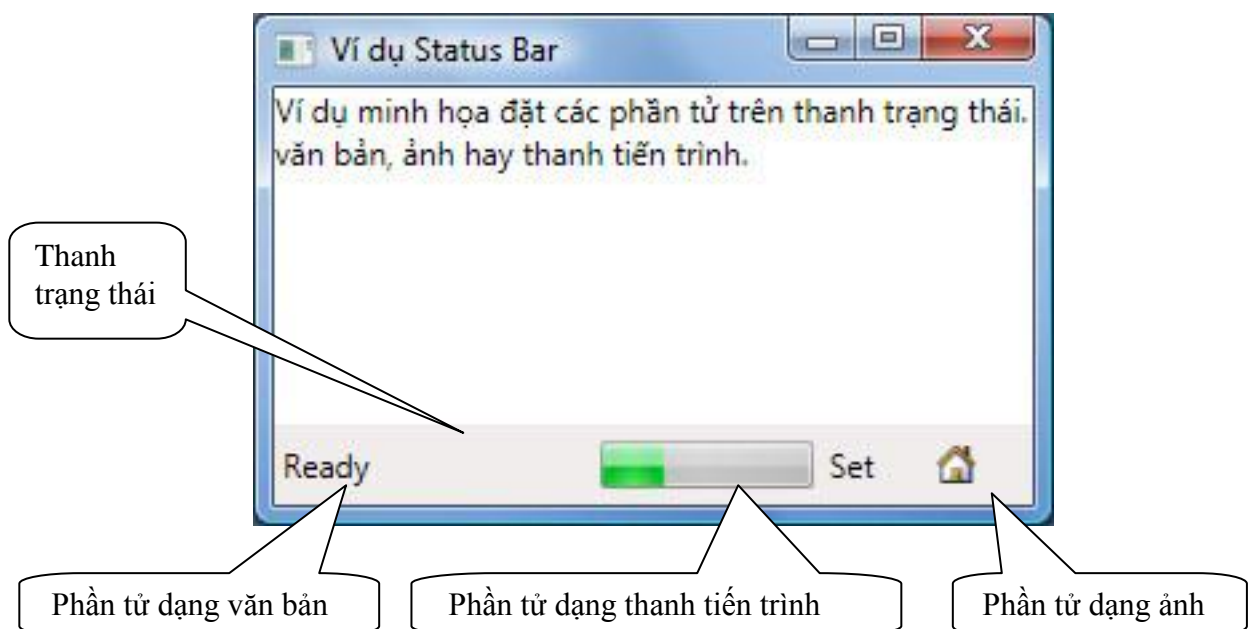 Ví dụ Status Bar
Ví dụ minh họa đặt các phần tử trên thanh trạng thái.
văn bản, ảnh hay thanh tiến trình.
Thanh
trạng thái
Ready
Set
Phần tử dạng văn bản
Phần tử dạng thanh tiến trình
Phần tử dạng ảnh